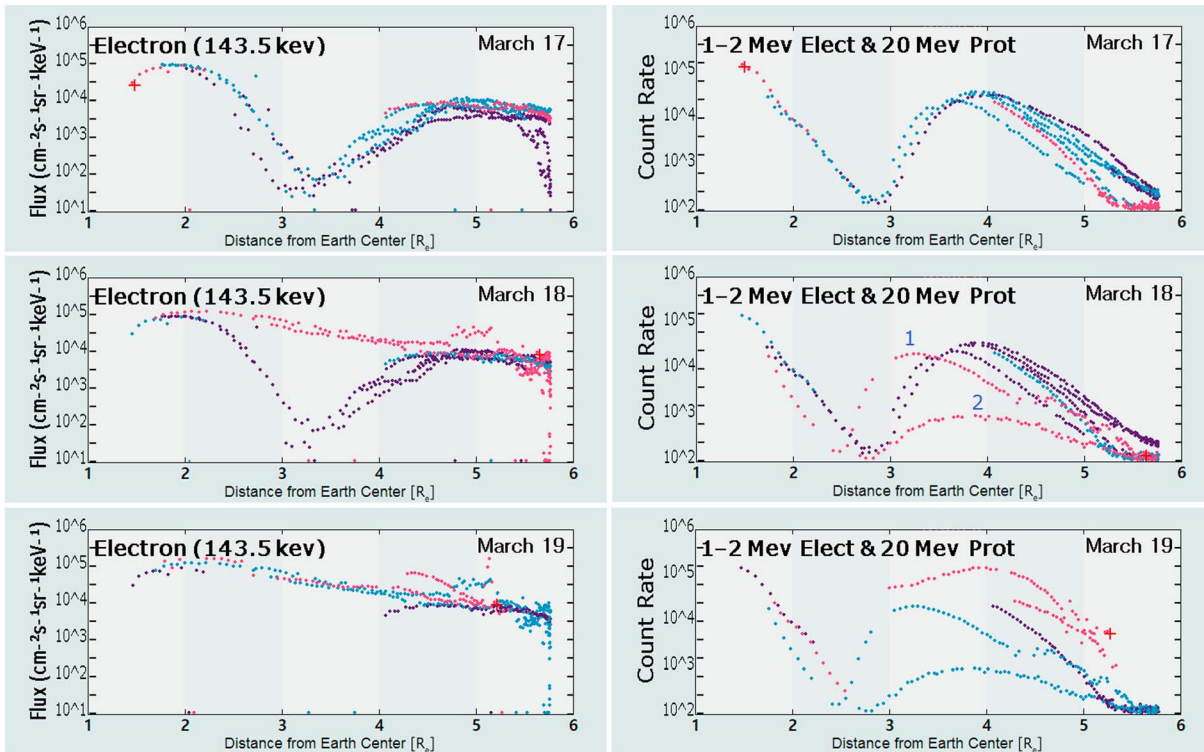 Electron (143.5 kev)
March 17
Flux (cm-²s-¹sr-¹keV-¹)
10^6
10^5
10^4
10^3
10^2
10^1
1 2 3 4 5 6
Distance from Earth Center [Re]
1-2 Mev Elect & 20 Mev Prot
March 17
Count Rate
10^6
10^5
10^4
10^3
10^2
1 2 3 4 5 6
Distance from Earth Center [Re]
Electron (143.5 kev)
March 18
Flux (cm-²s-¹sr-¹keV-¹)
10^6
10^5
10^4
10^3
10^2
10^1
1 2 3 4 5 6
Distance from Earth Center [Re]
1-2 Mev Elect & 20 Mev Prot
March 18
Count Rate
10^6
10^5
10^4
10^3
10^2
1
2
1 2 3 4 5 6
Distance from Earth Center [Re]
Electron (143.5 kev)
March 19
Flux (cm-²s-¹sr-¹keV-¹)
10^6
10^5
10^4
10^3
10^2
10^1
1 2 3 4 5 6
Distance from Earth Center [Re]
1-2 Mev Elect & 20 Mev Prot
March 19
Count Rate
10^6
10^5
10^4
10^3
10^2
1 2 3 4 5 6
Distance from Earth Center [Re]